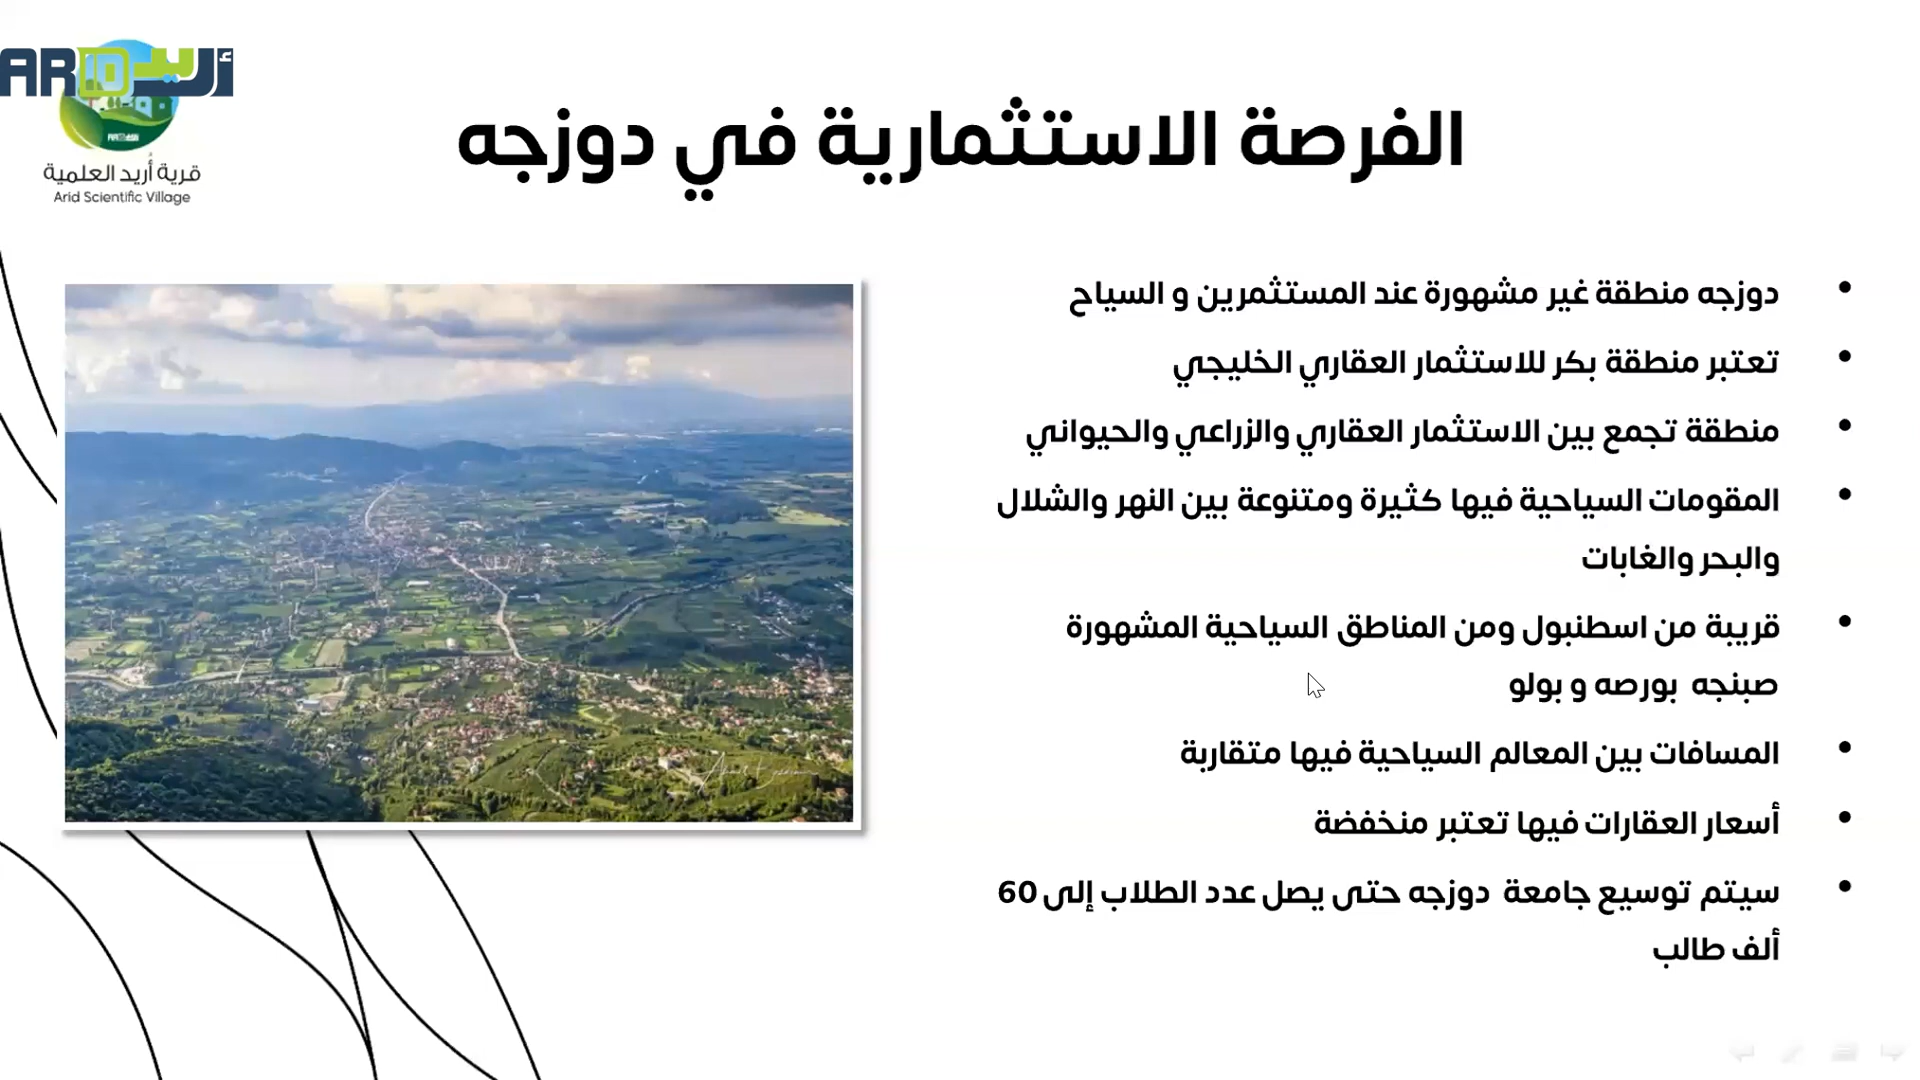 ARID أريد
قرية أريد العلمية
Arid Scientific Village
الفرصة الاستثمارية في دوزجه
• دوزجه منطقة غير مشهورة عند المستثمرين و السياح
• تعتبر منطقة بكر للاستثمار العقاري الخليجي
• منطقة تجمع بين الاستثمار العقاري والزراعي والحيواني
• المقومات السياحية فيها كثيرة ومتنوعة بين النهر والشلال
والبحر والغابات
• قريبة من اسطنبول ومن المناطق السياحية المشهورة
صبنجه بورصه و بولو
• المسافات بين المعالم السياحية فيها متقاربة
• أسعار العقارات فيها تعتبر منخفضة
• سيتم توسيع جامعة دوزجه حتى يصل عدد الطلاب إلى 60
ألف طالب